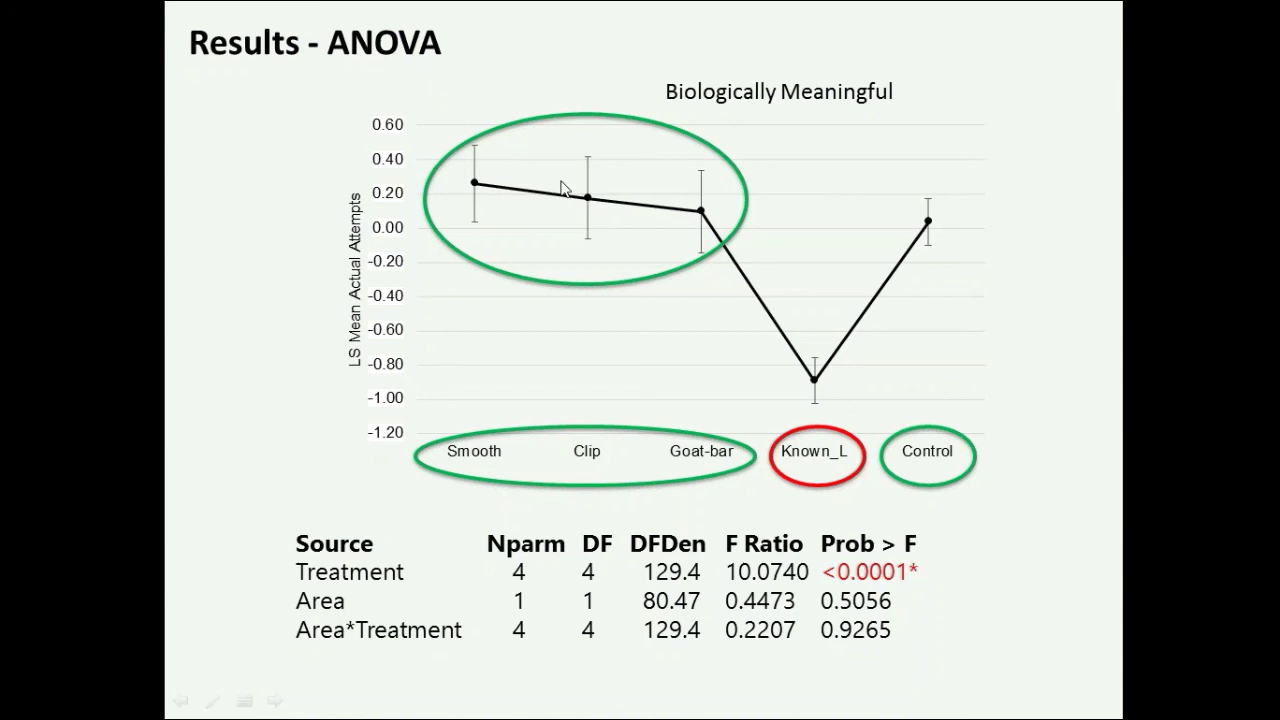 Results - ANOVA
Biologically Meaningful
LS Mean Actual Attempts
0.60
0.40
0.20
0.00
-0.20
-0.40
-0.60
-0.80
-1.00
-1.20
Smooth Clip Goat-bar Known_L Control
Source Nparm DF DFDen F Ratio Prob > F
Treatment 4 4 129.4 10.0740 <0.0001*
Area 1 1 80.47 0.4473 0.5056
Area*Treatment 4 4 129.4 0.2207 0.9265